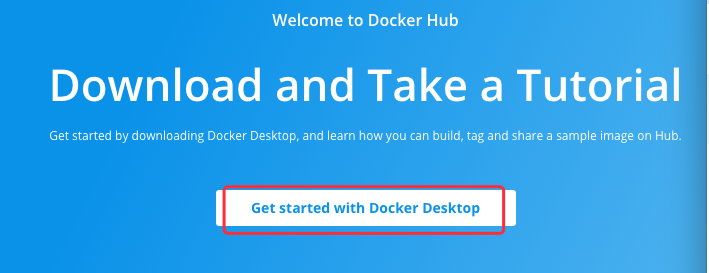 Welcome to Docker Hub
Download and Take a Tutorial
Get started by downloading Docker Desktop, and learn how you can build, tag and share a sample image on Hub.
Get started with Docker Desktop